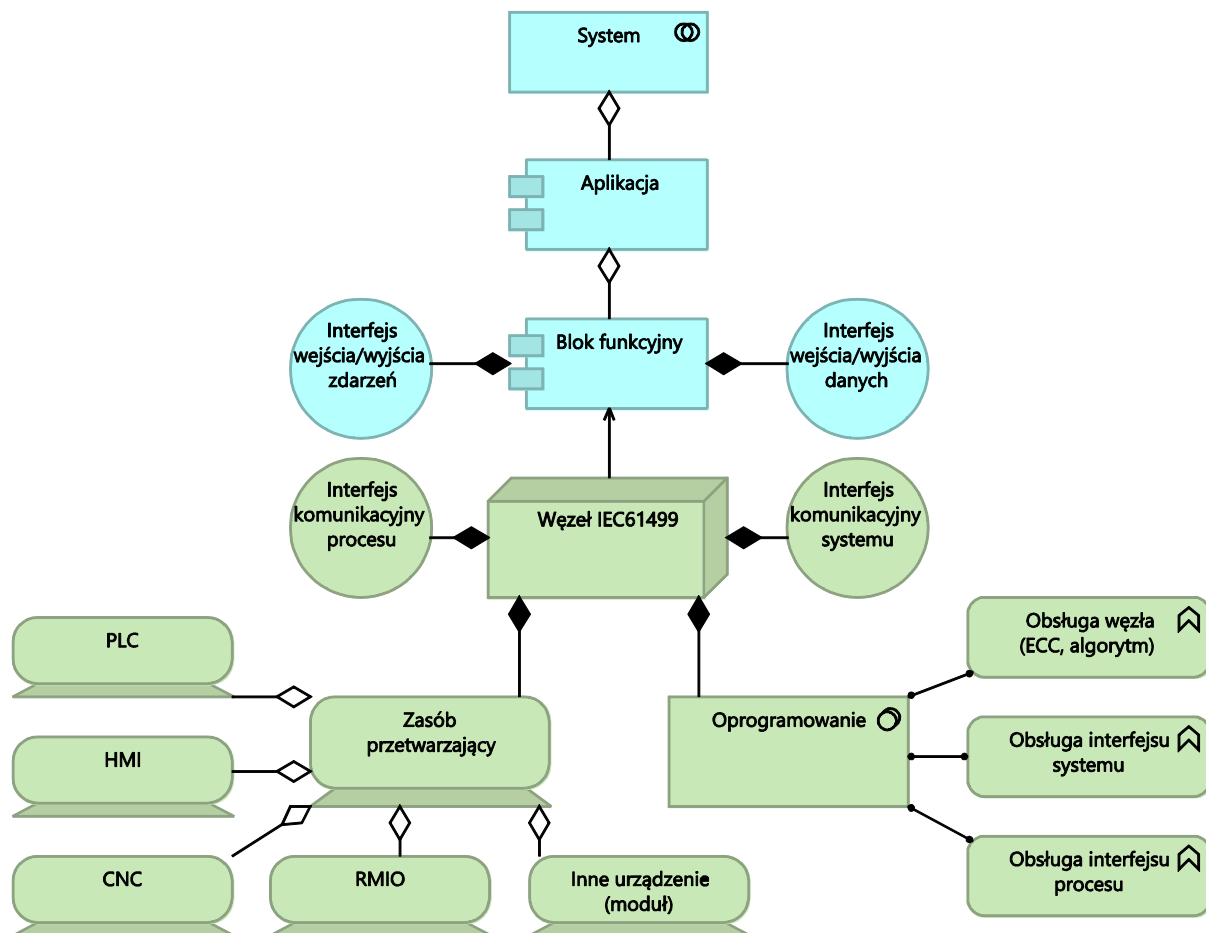 System
Aplikacja
Interfejs
wejścia/wyjścia
zdarzeń
Blok funkcyjny
Interfejs
wejścia/wyjścia
danych
Interfejs
komunikacyjny
procesu
Węzeł IEC61499
Interfejs
komunikacyjny
systemu
PLC
HMI
CNC
RMIO
Inne urządzenie
(moduł)
Zasób
przetwarzający
Oprogramowanie
Obsługa węzła
(ECC, algorytm)
Obsługa interfejsu
systemu
Obsługa interfejsu
procesu